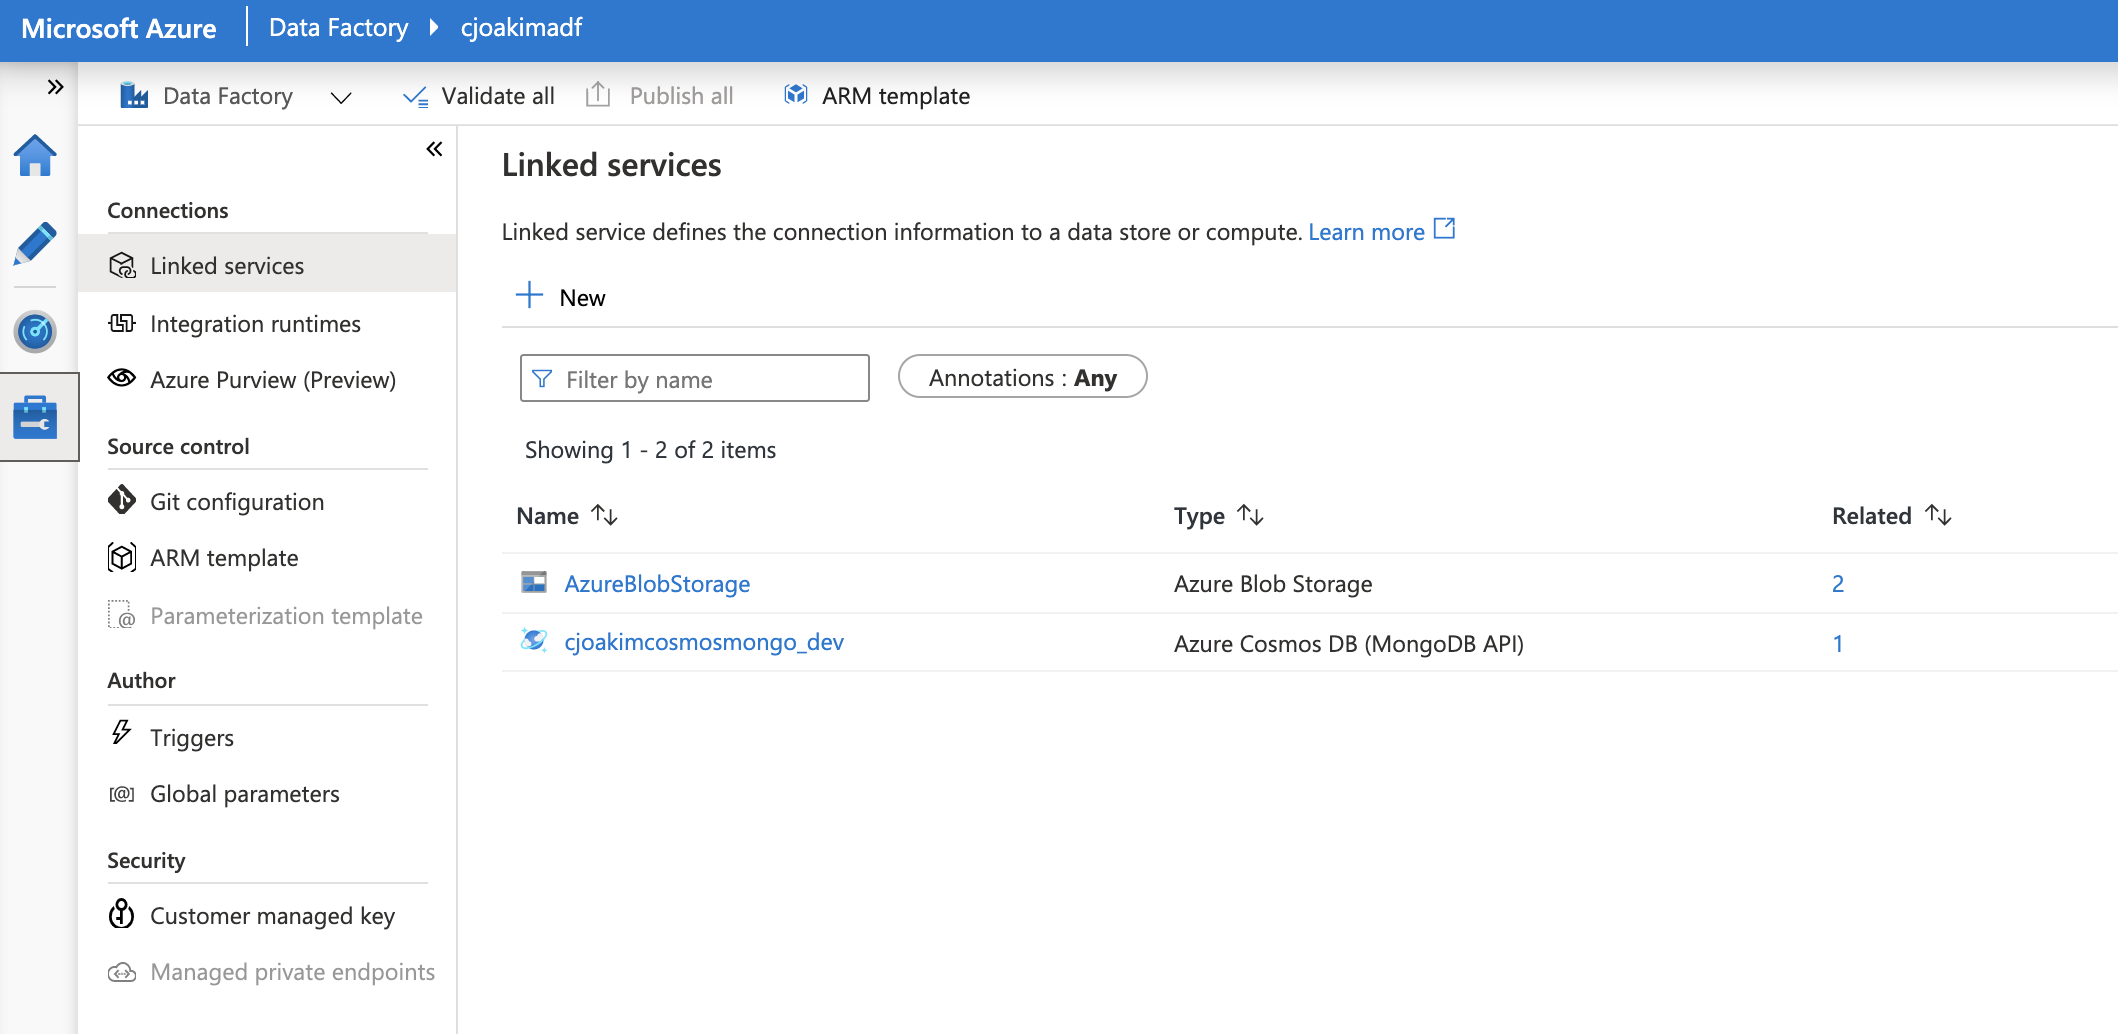 Microsoft Azure | Data Factory ▸ cjoakimadf
Data Factory Validate all Publish all ARM template
Connections
Linked services
Integration runtimes
Azure Purview (Preview)
Source control
Git configuration
ARM template
Parameterization template
Author
Triggers
Global parameters
Security
Customer managed key
Managed private endpoints
Linked services
Linked service defines the connection information to a data store or compute. Learn more
New
Filter by name Annotations : Any
Showing 1 - 2 of 2 items
Name Type Related
AzureBlobStorage Azure Blob Storage 2
cjoakimcosmosmongo_dev Azure Cosmos DB (MongoDB API) 1